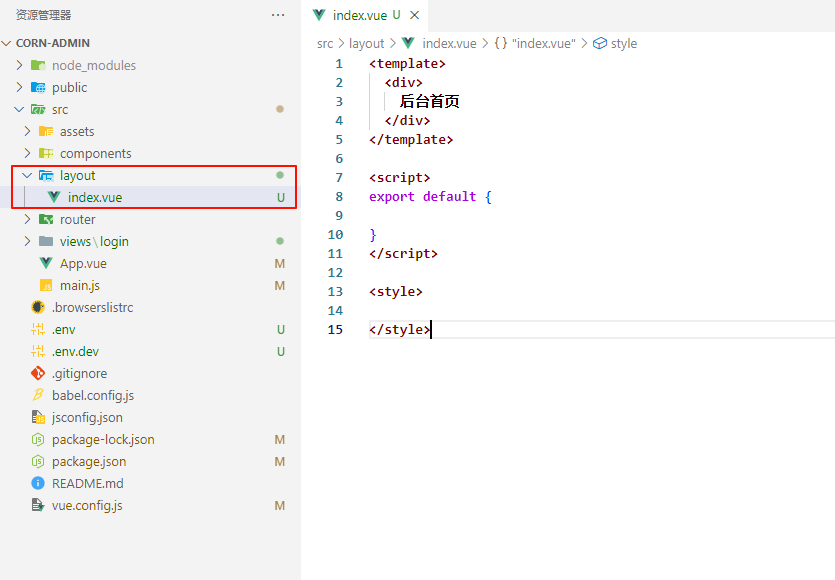 资源管理器 ···
CORN-ADMIN
node_modules
public
src
assets
components
layout
index.vue U
router
views\login
App.vue M
main.js M
.browserslistrc
.env U
.env.dev U
.gitignore
babel.config.js
jsconfig.json
package-lock.json M
package.json M
README.md
vue.config.js M
index.vue U ×
src > layout > index.vue > {} "index.vue" > style
1 <template>
2 <div>
3 后台首页
4 </div>
5 </template>
6
7 <script>
8 export default {
9
10 }
11 </script>
12
13 <style>
14
15 </style>